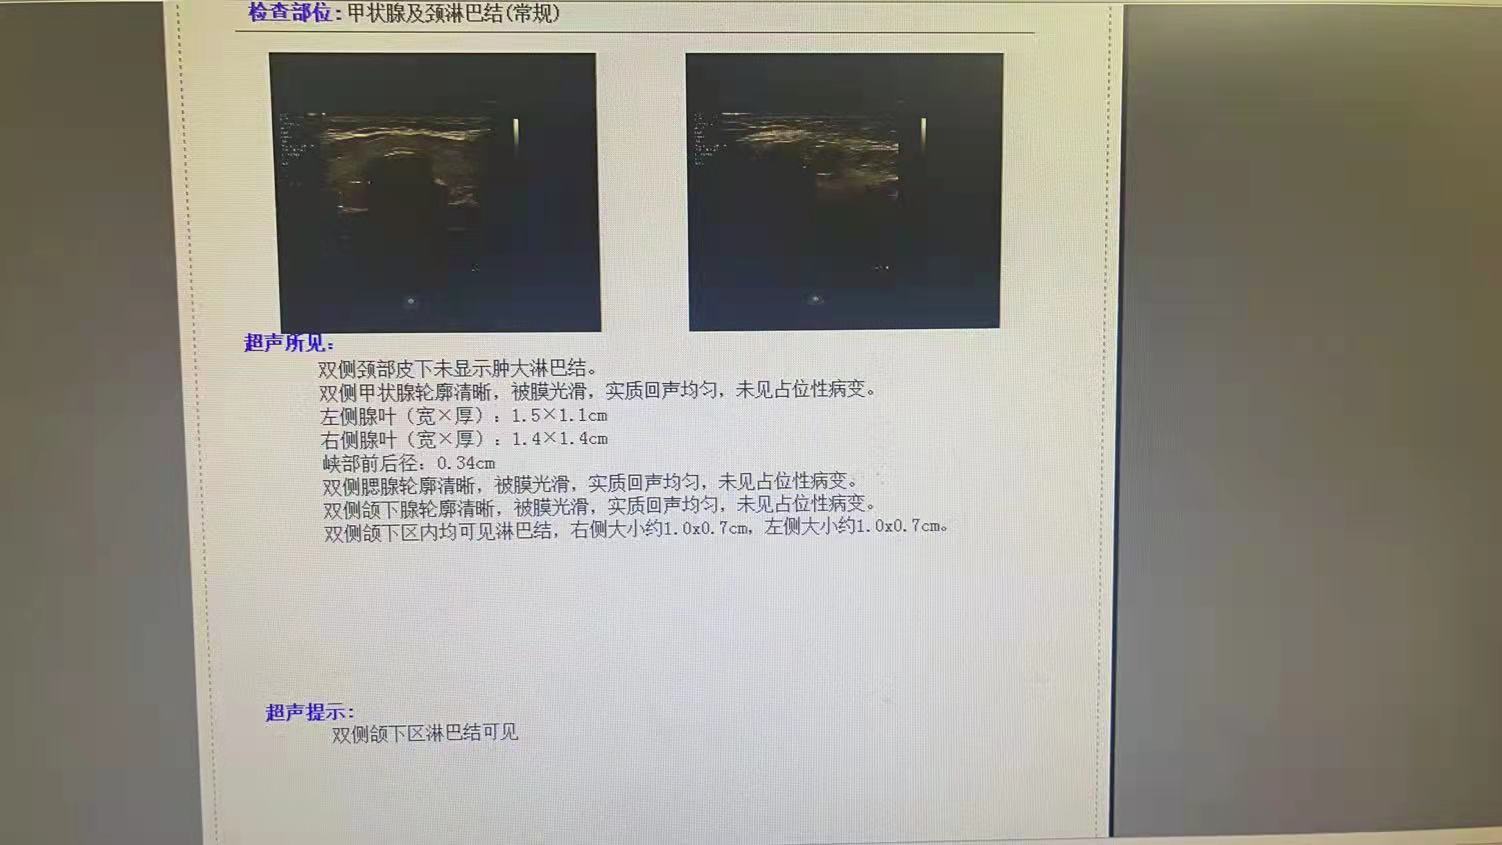 检查部位:甲状腺及颈淋巴结(常规)
超声所见:
双侧颈部皮下未显示肿大淋巴结。
双侧甲状腺轮廓清晰，被膜光滑，实质回声均匀，未见占位性病变。
左侧腺叶（宽×厚）: 1.5×1.1cm
右侧腺叶（宽×厚）: 1.4×1.4cm
峡部前后径: 0.34cm
双侧腮腺轮廓清晰，被膜光滑，实质回声均匀，未见占位性病变。
双侧颌下腺轮廓清晰，被膜光滑，实质回声均匀，未见占位性病变。
双侧颌下区内均可见淋巴结，右侧大小约1.0x0.7cm，左侧大小约1.0x0.7cm。
超声提示:
双侧颌下区淋巴结可见